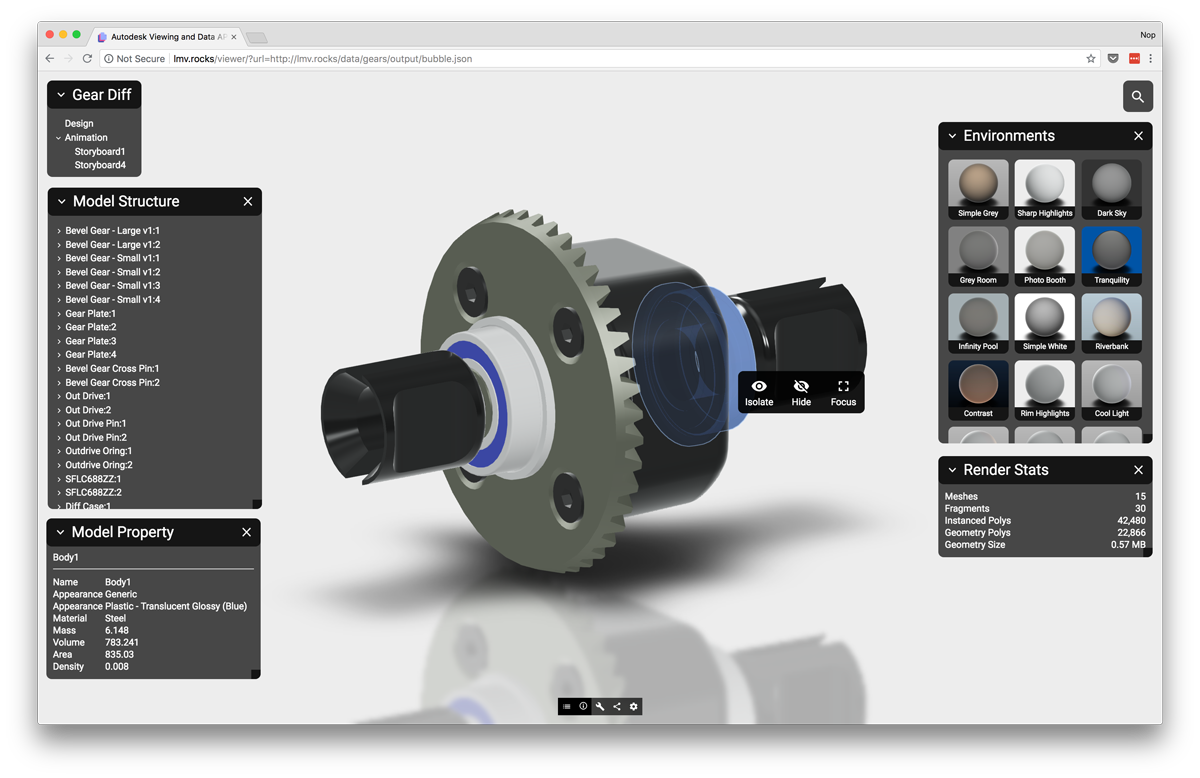 Autodesk Viewing and Data AP
Nop
Not Secure
lmv.rocks/viewer/?url=http://lmv.rocks/data/gears/output/bubble.json
Gear Diff
Design
Animation
Storyboard1
Storyboard4
Model Structure
Bevel Gear - Large v1:1
Bevel Gear - Large v1:2
Bevel Gear - Small v1:1
Bevel Gear - Small v1:2
Bevel Gear - Small v1:3
Bevel Gear - Small v1:4
Gear Plate:1
Gear Plate:2
Gear Plate:3
Gear Plate:4
Bevel Gear Cross Pin:1
Bevel Gear Cross Pin:2
Out Drive:1
Out Drive:2
Out Drive Pin:1
Out Drive Pin:2
Outdrive Oring:1
Outdrive Oring:2
SFLC688ZZ:1
SFLC688ZZ:2
Diff Case:1
Model Property
Body1
Name Body1
Appearance Generic
Appearance Plastic - Translucent Glossy (Blue)
Material Steel
Mass 6.148
Volume 783.241
Area 835.03
Density 0.008
Isolate Hide Focus
Environments
Simple Grey Sharp Highlights Dark Sky
Grey Room Photo Booth Tranquility
Infinity Pool Simple White Riverbank
Contrast Rim Highlights Cool Light
Render Stats
Meshes 15
Fragments 30
Instanced Polys 42,480
Geometry Polys 22,866
Geometry Size 0.57 MB